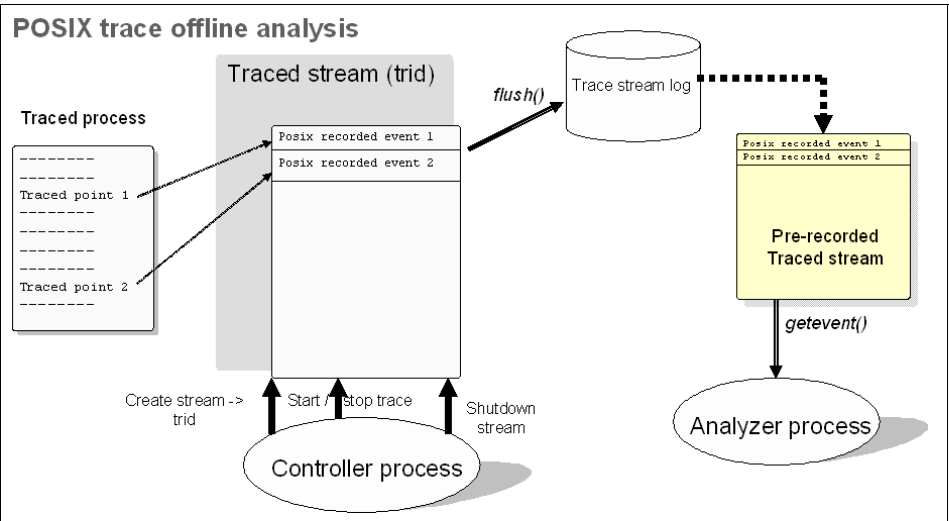 POSIX trace offline analysis
Traced stream (trid)
flush()
Trace stream log
Traced process
Posix recorded event 1
Posix recorded event 2
Traced point 1
Traced point 2
Posix recorded event 1
Posix recorded event 2
Pre-recorded
Traced stream
getevent()
Create stream ->
trid
Start / stop trace
Shutdown
stream
Controller process
Analyzer process